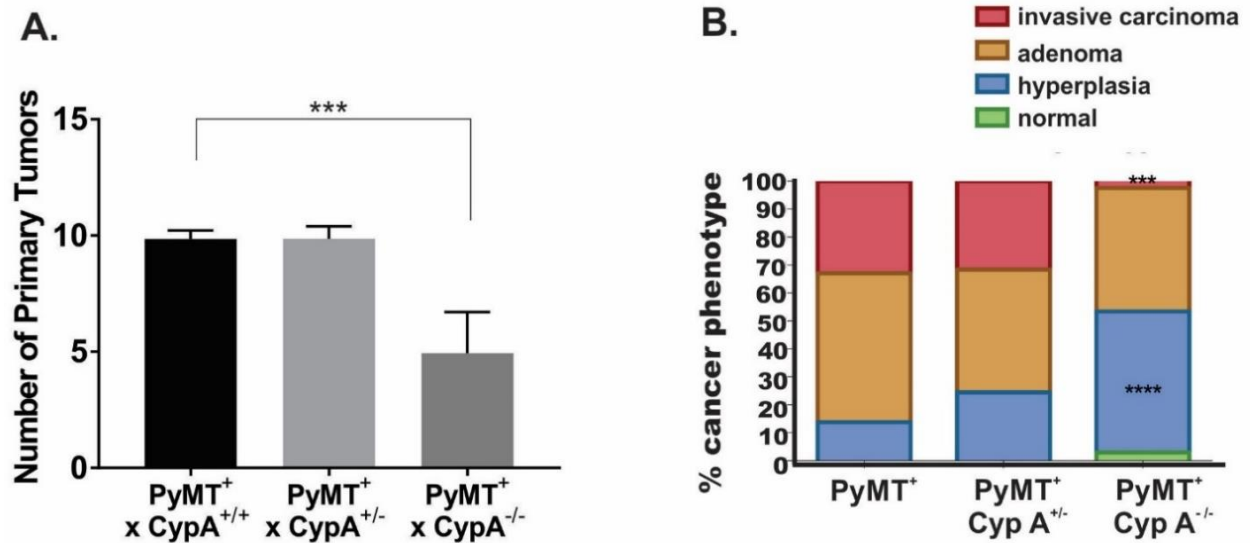 A.
Number of Primary Tumors
15
10
5
0
***
PyMT⁺
x CypA⁺/⁺
PyMT⁺
x CypA⁺/⁻
PyMT⁺
x CypA⁻/⁻
B.
invasive carcinoma
adenoma
hyperplasia
normal
% cancer phenotype
100
90
80
70
60
50
40
30
20
10
0
***
****
PyMT⁺
PyMT⁺
Cyp A⁺/⁻
PyMT⁺
Cyp A⁻/⁻